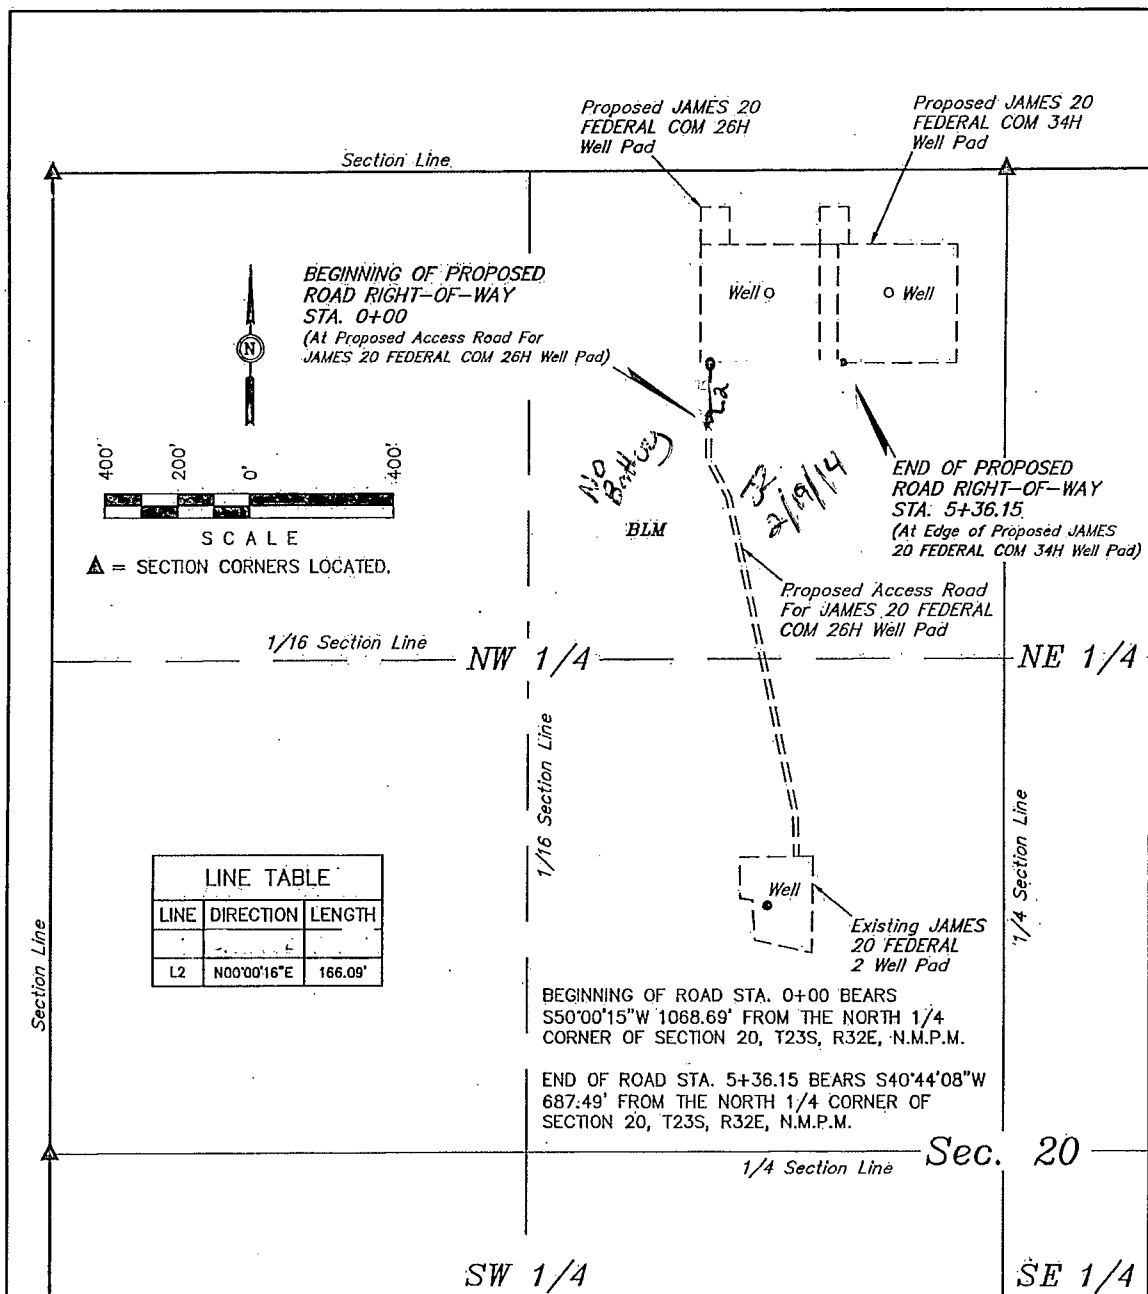 Proposed JAMES 20
FEDERAL COM 26H
Well Pad
Proposed JAMES 20
FEDERAL COM 34H
Well Pad
Section Line
BEGINNING OF PROPOSED
ROAD RIGHT-OF-WAY
STA. 0+00
(At Proposed Access Road For
JAMES 20 FEDERAL COM 26H Well Pad)
Well
Well
N
L2
400'
200'
0'
400'
SCALE
= SECTION CORNERS LOCATED.
No
Battery
BLM
2/19/14
END OF PROPOSED
ROAD RIGHT-OF-WAY
STA. 5+36.15
(At Edge of Proposed JAMES
20 FEDERAL COM 34H Well Pad)
Proposed Access Road
For JAMES 20 FEDERAL
COM 26H Well Pad
1/16 Section Line
NW 1/4
NE 1/4
1/16 Section Line
1/4 Section Line
Section Line
LINE TABLE
LINE DIRECTION LENGTH
L2 N00°00'16"E 166.09'
Well
Existing JAMES
20 FEDERAL
2 Well Pad
BEGINNING OF ROAD STA. 0+00 BEARS
S50°00'15"W 1068.69' FROM THE NORTH 1/4
CORNER OF SECTION 20, T23S, R32E, N.M.P.M.
END OF ROAD STA. 5+36.15 BEARS S40°44'08"W
687.49' FROM THE NORTH 1/4 CORNER OF
SECTION 20, T23S, R32E, N.M.P.M.
1/4 Section Line
Sec. 20
SW 1/4
SE 1/4